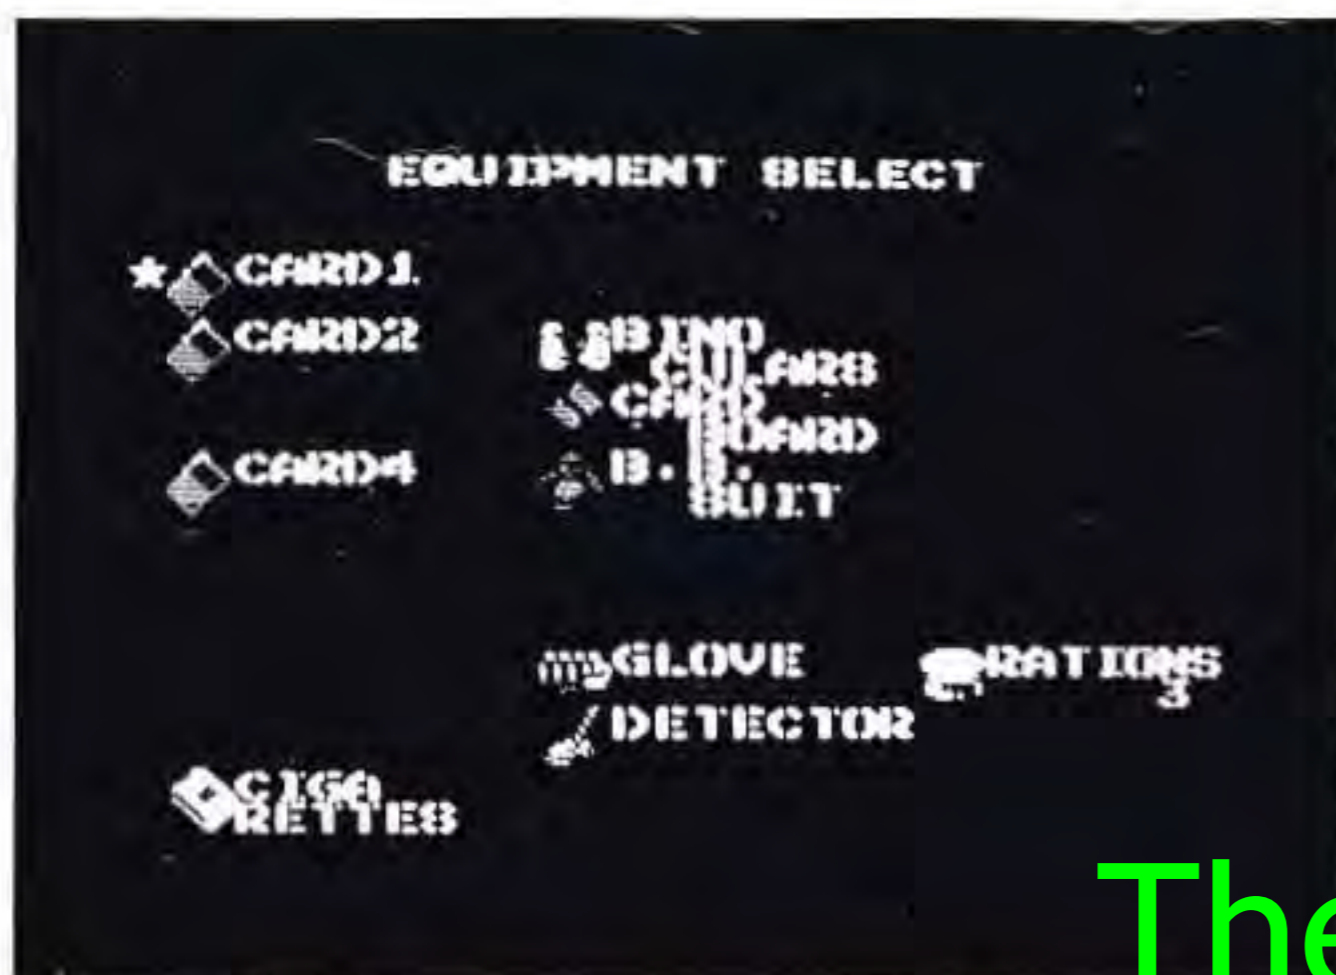 EQUIPMENT SELECT
CARD1
CARD2
CARD4
CIGA
RETTES
BINO
CULARS
CARD
BOARD
B.B.
SUIT
GLOVE
DETECTOR
RATIONS
3
The